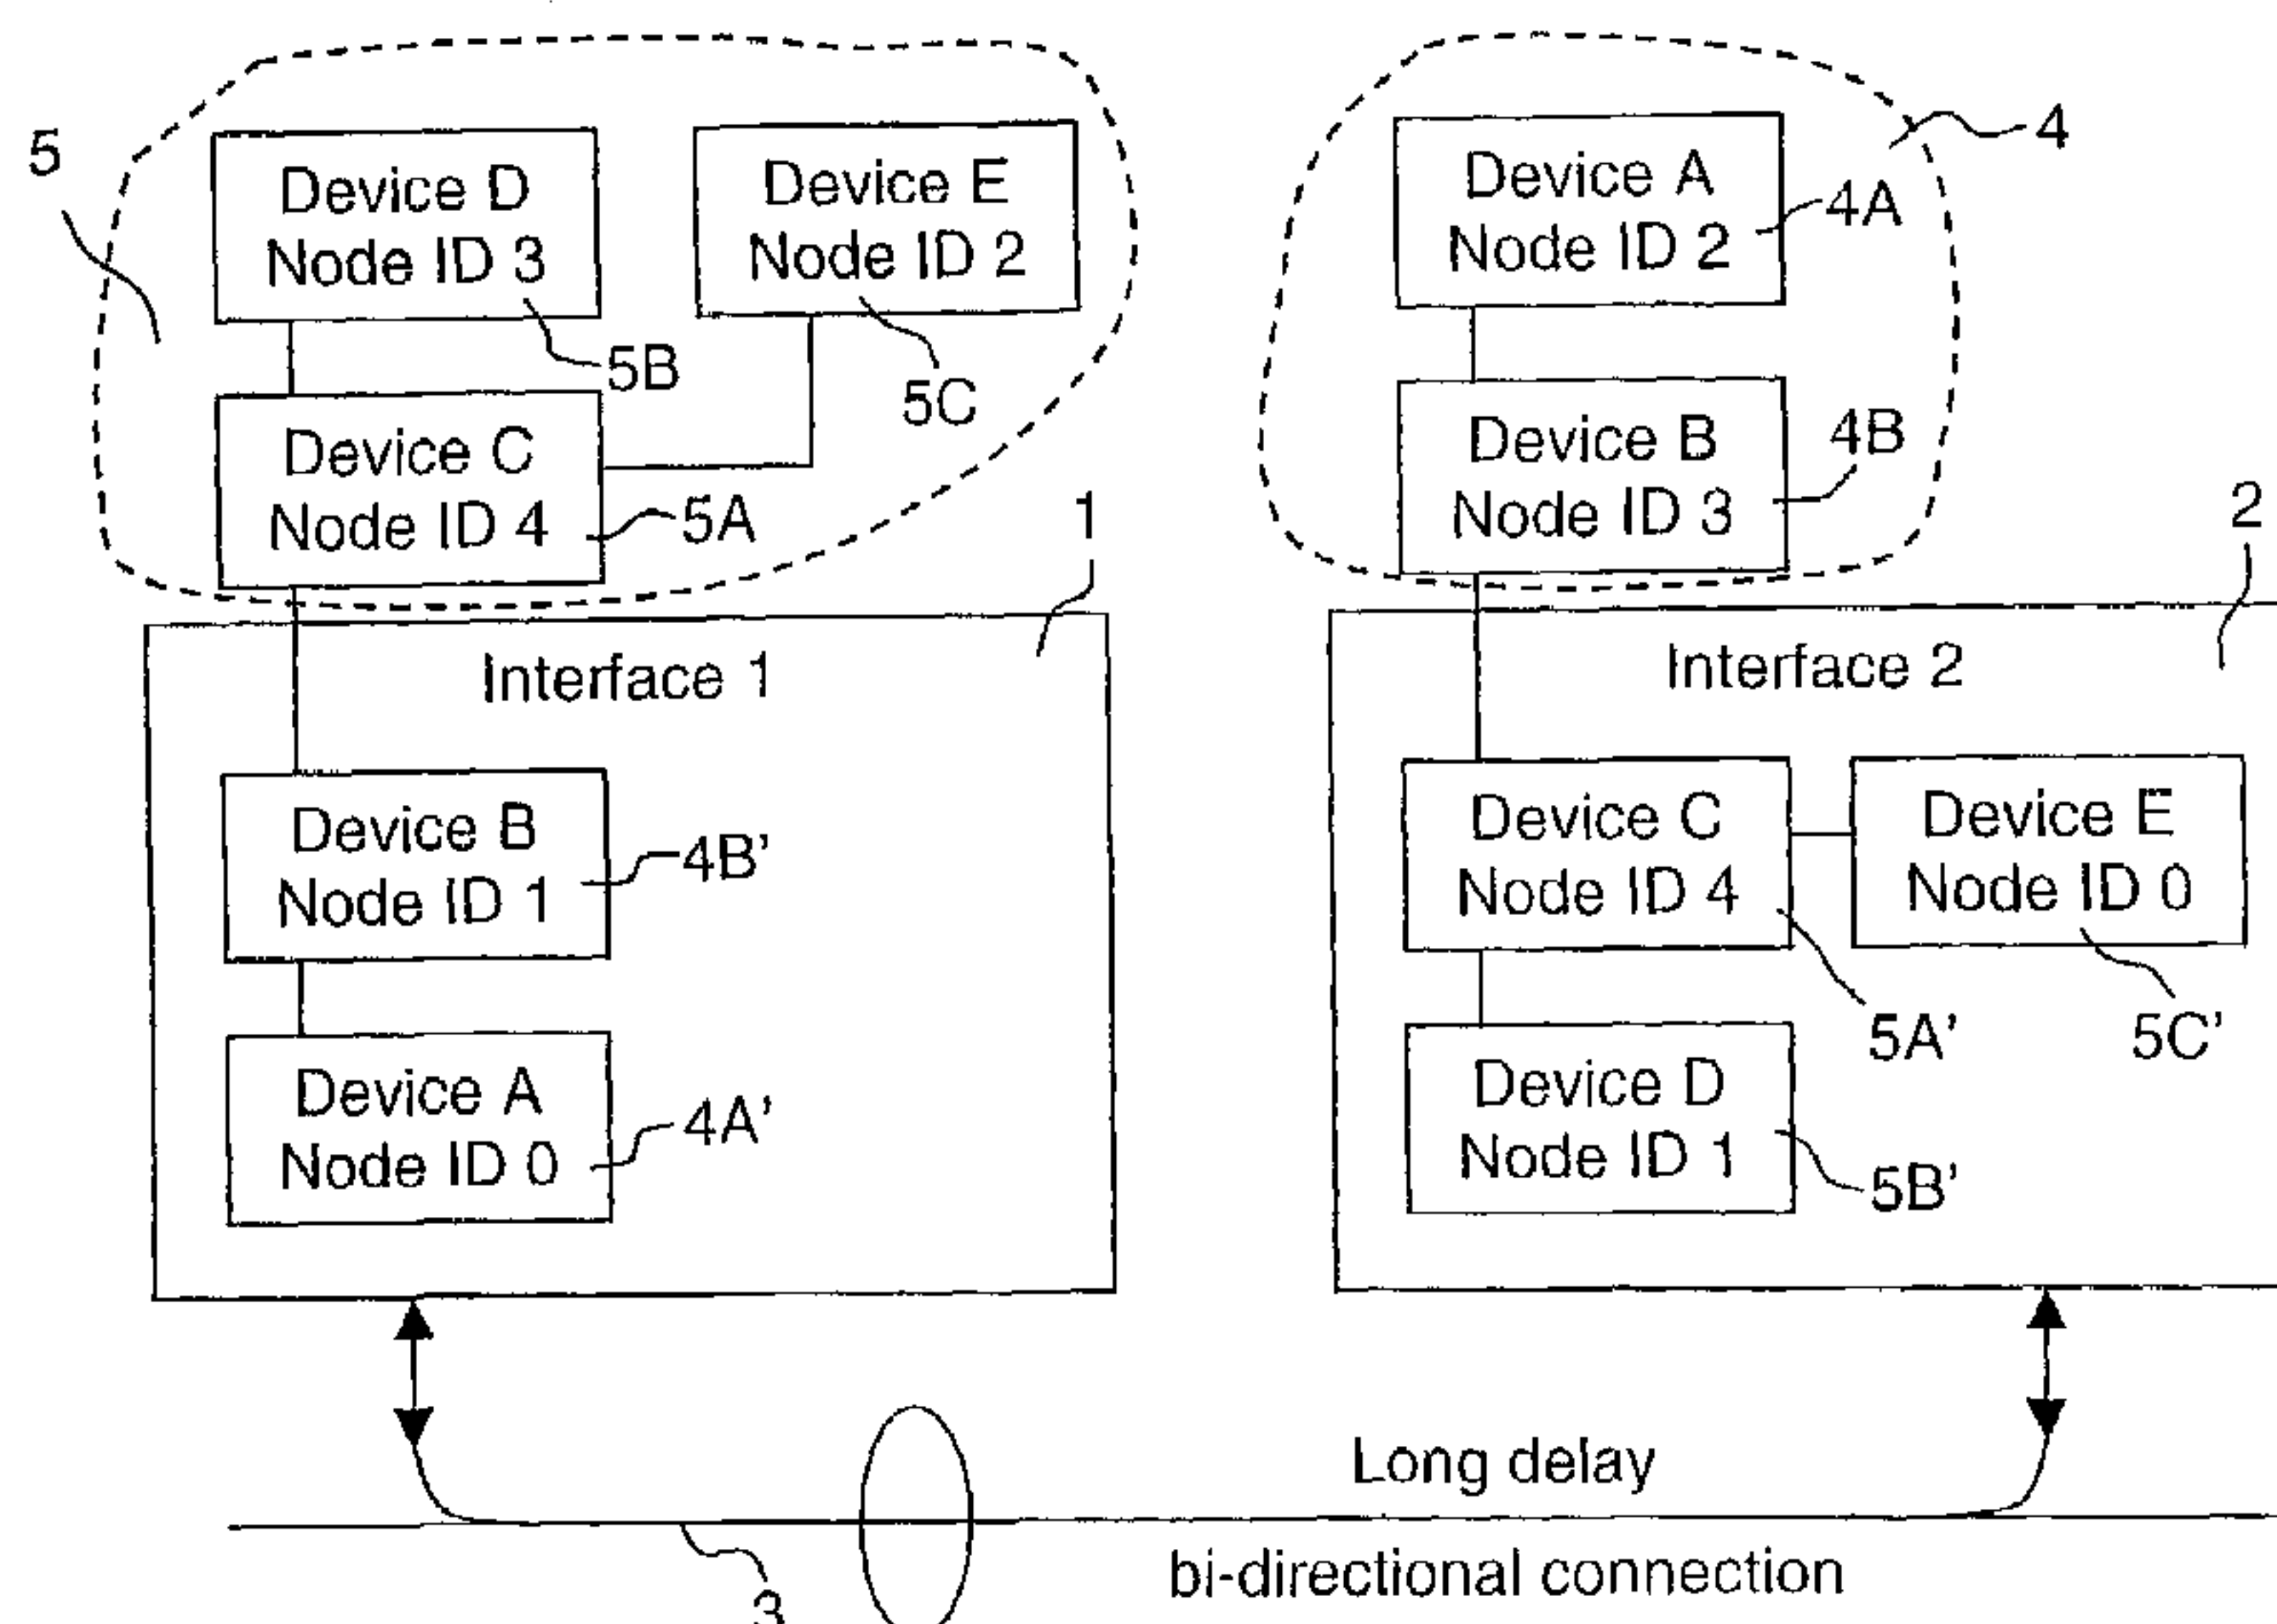 5
Device D
Node ID 3
5B
Device E
Node ID 2
5C
Device C
Node ID 4
5A
4
Device A
Node ID 2
4A
Device B
Node ID 3
4B
1
Interface 1
Device B
Node ID 1
4B'
Device A
Node ID 0
4A'
2
Interface 2
Device C
Node ID 4
5A'
Device E
Node ID 0
5C'
Device D
Node ID 1
5B'
Long delay
bi-directional connection
3